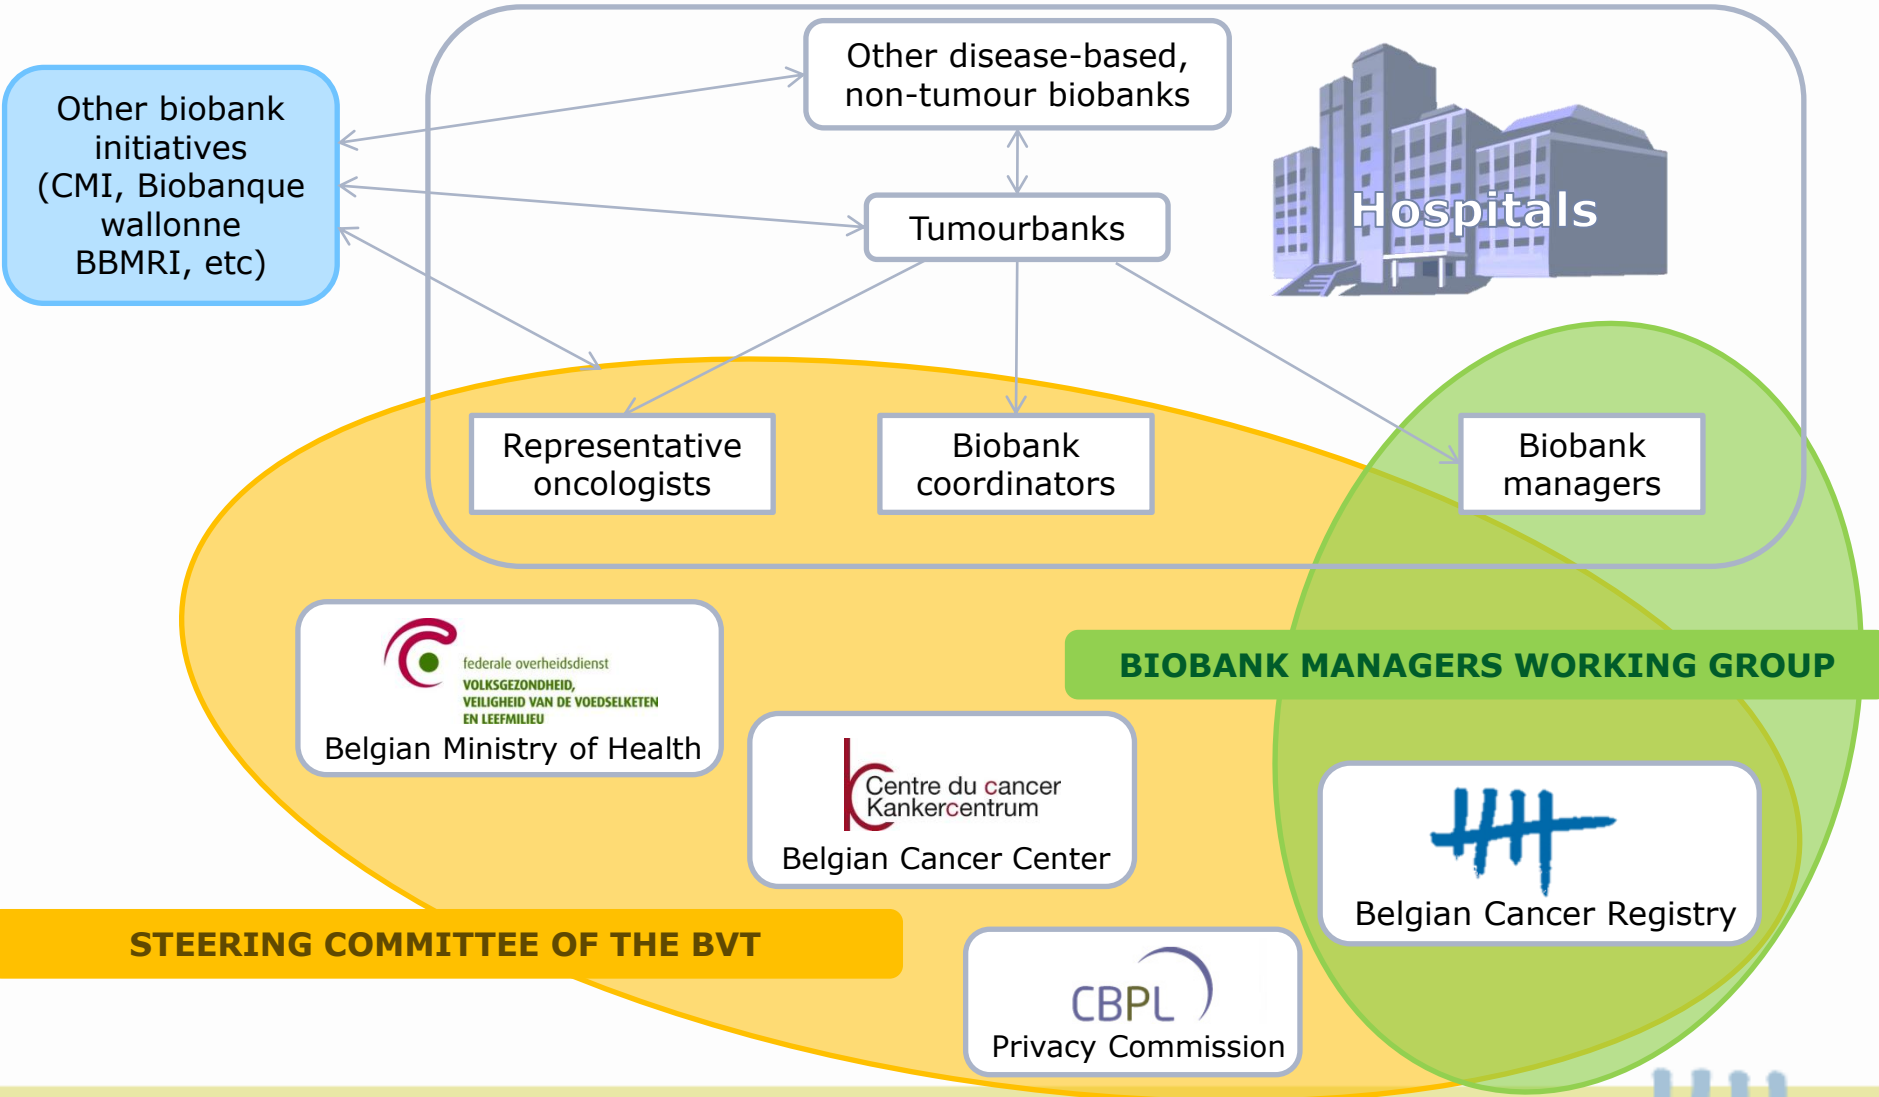 Other disease-based,
non-tumour biobanks
Other biobank
initiatives
(CMI, Biobanque
wallonne
BBMRI, etc)
Hospitals
Tumourbanks
Representative
oncologists
Biobank
coordinators
Biobank
managers
federale overheidsdienst
VOLKSGEZONDHEID,
VEILIGHEID VAN DE VOEDSELKETEN
EN LEEFMILIEU
Belgian Ministry of Health
BIOBANK MANAGERS WORKING GROUP
Centre du cancer
Kankercentrum
Belgian Cancer Center
Belgian Cancer Registry
STEERING COMMITTEE OF THE BVT
CBPL
Privacy Commission